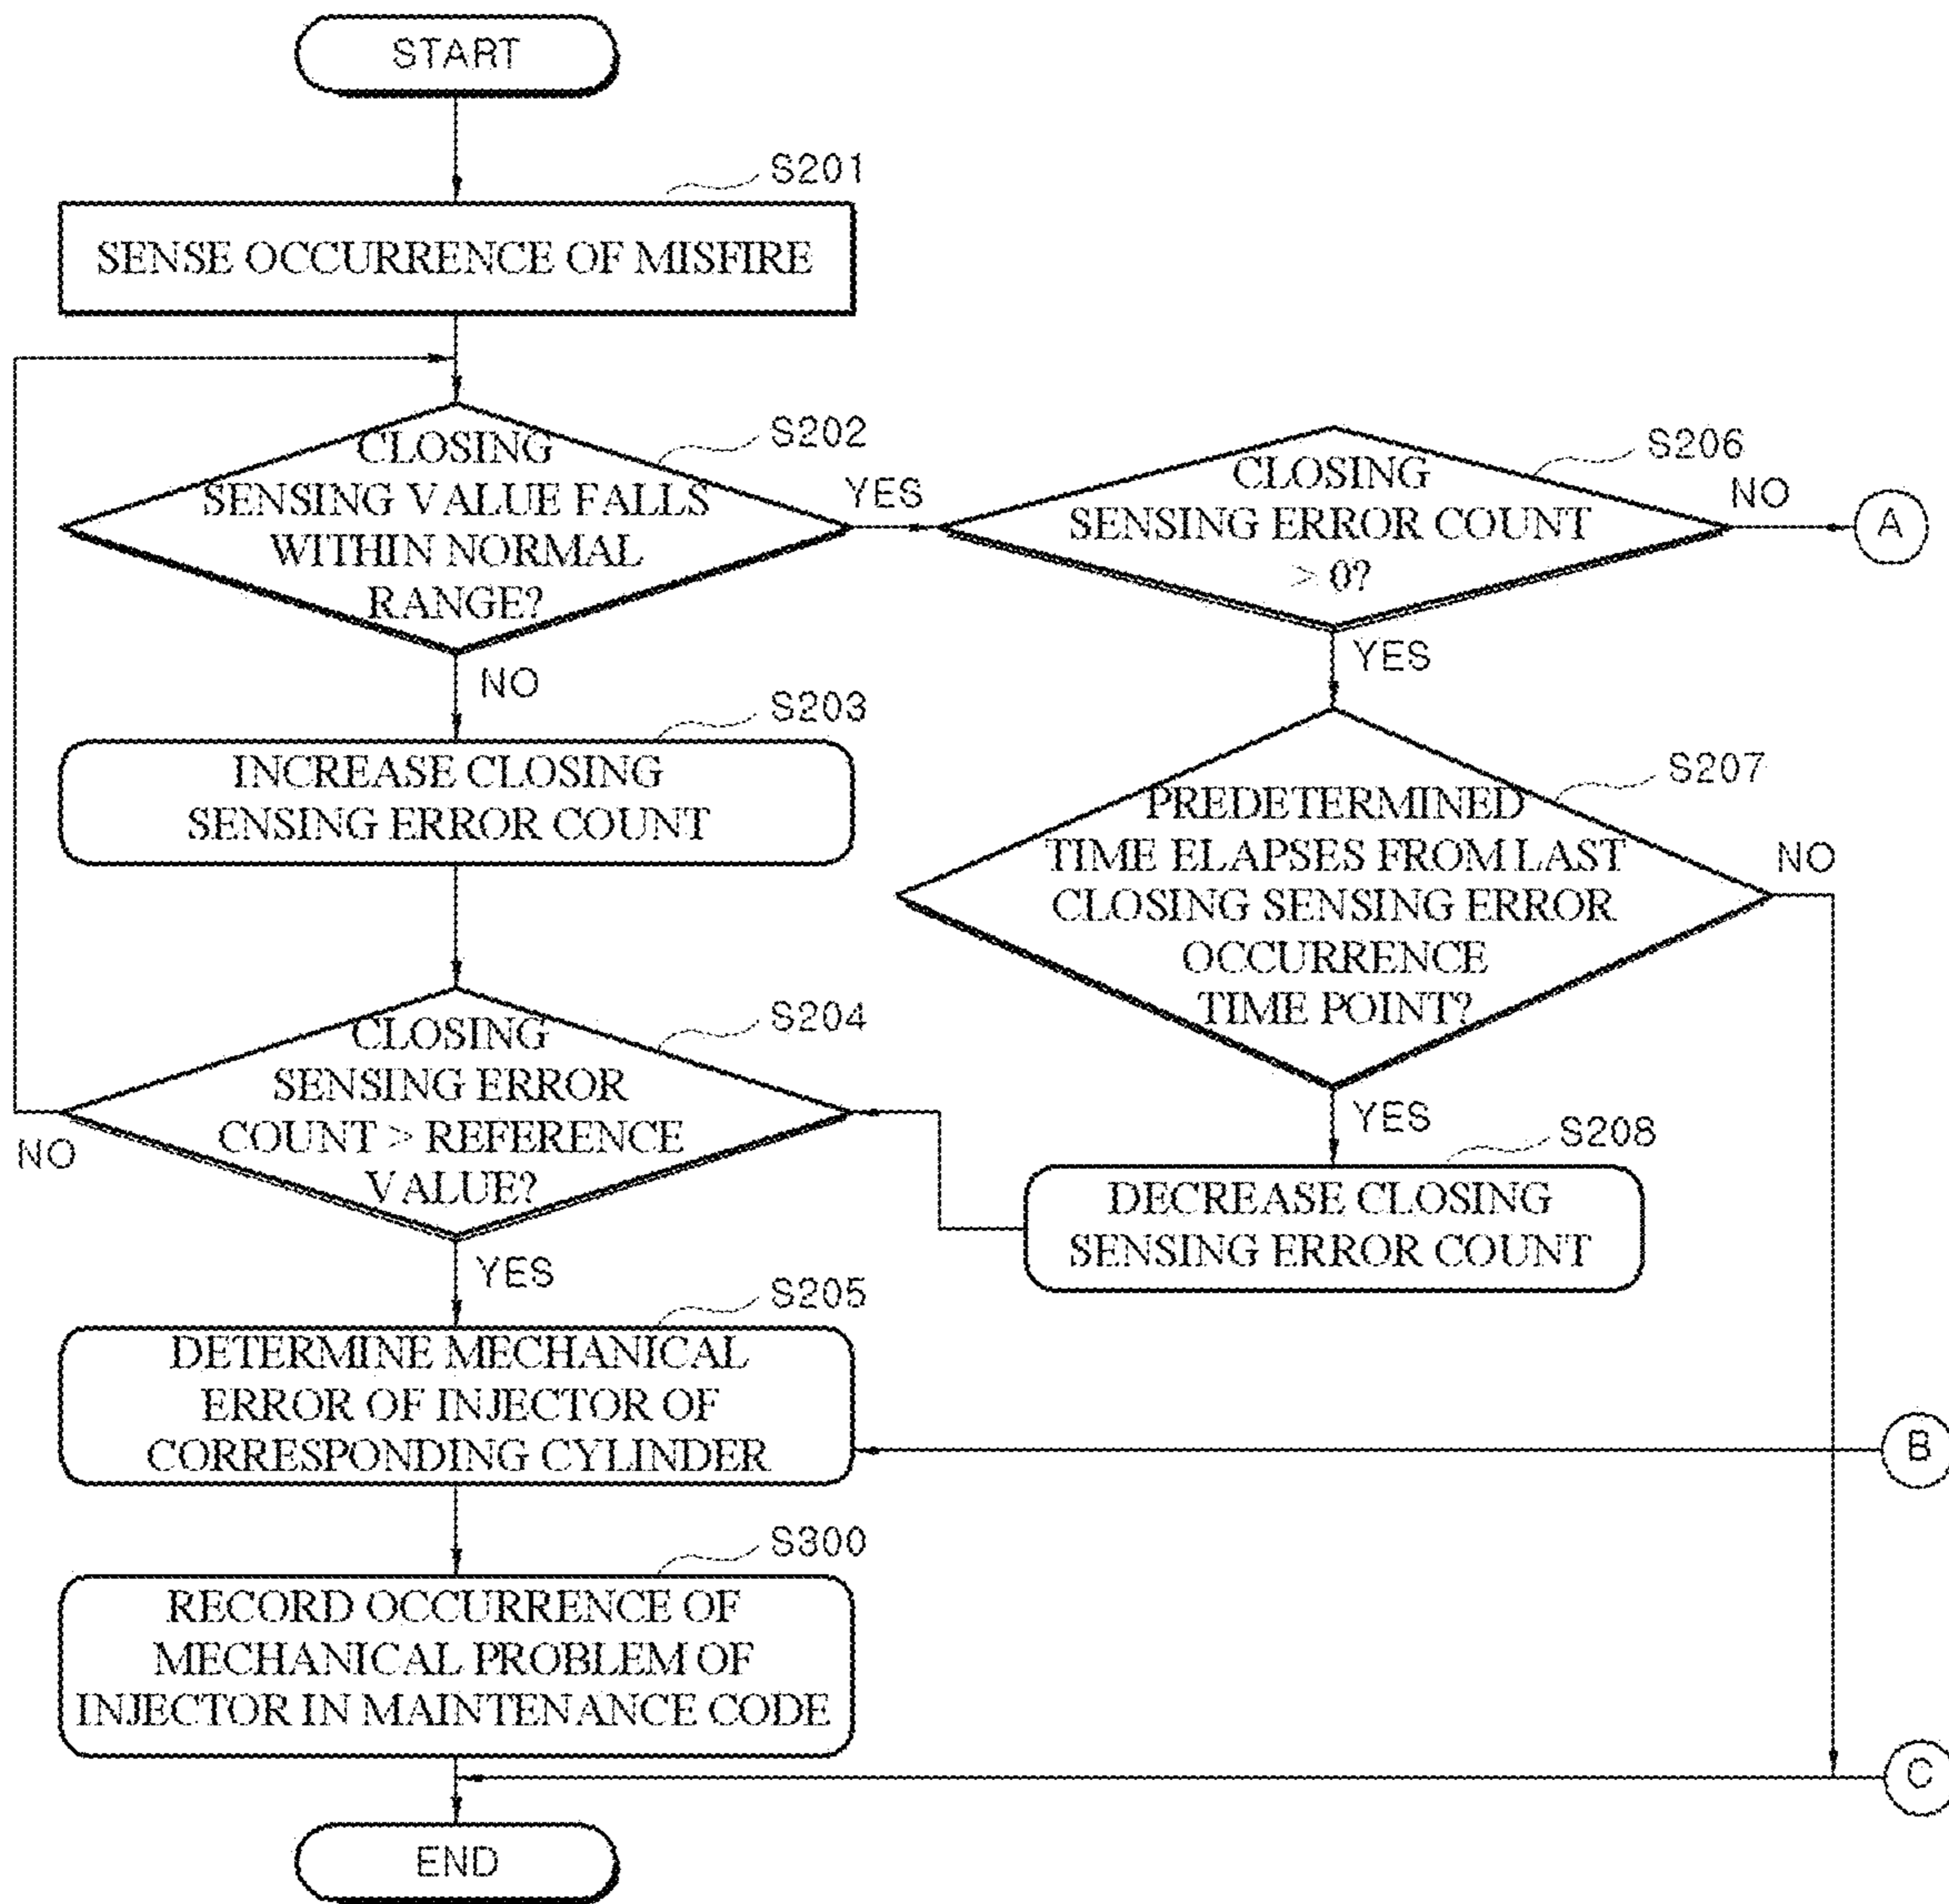 START
S201
SENSE OCCURRENCE OF MISFIRE
S202
CLOSING
SENSING VALUE FALLS
WITHIN NORMAL
RANGE?
YES
NO
S206
CLOSING
SENSING ERROR COUNT
> 0?
NO
A
YES
S203
INCREASE CLOSING
SENSING ERROR COUNT
S207
PREDETERMINED
TIME ELAPSES FROM LAST
CLOSING SENSING ERROR
OCCURRENCE
TIME POINT?
NO
YES
S204
CLOSING
SENSING ERROR
COUNT > REFERENCE
VALUE?
NO
YES
S208
DECREASE CLOSING
SENSING ERROR COUNT
S205
DETERMINE MECHANICAL
ERROR OF INJECTOR OF
CORRESPONDING CYLINDER
B
S300
RECORD OCCURRENCE OF
MECHANICAL PROBLEM OF
INJECTOR IN MAINTENANCE CODE
C
END